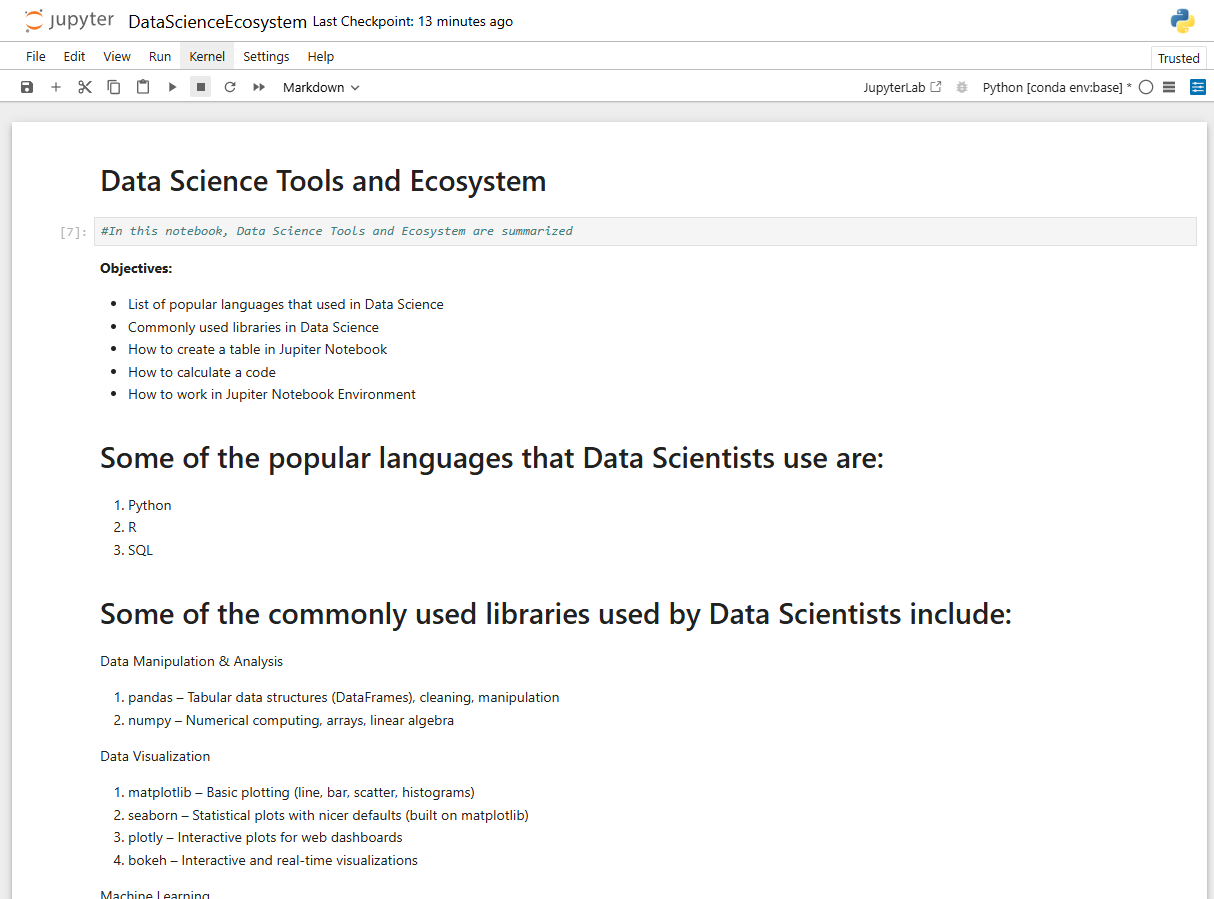 jupyter DataScienceEcosystem Last Checkpoint: 13 minutes ago
File Edit View Run Kernel Settings Help
Trusted
Markdown
JupyterLab Python [conda env:base] *
Data Science Tools and Ecosystem
[7]: #In this notebook, Data Science Tools and Ecosystem are summarized
Objectives:
• List of popular languages that used in Data Science
• Commonly used libraries in Data Science
• How to create a table in Jupiter Notebook
• How to calculate a code
• How to work in Jupiter Notebook Environment
Some of the popular languages that Data Scientists use are:
1. Python
2. R
3. SQL
Some of the commonly used libraries used by Data Scientists include:
Data Manipulation & Analysis
1. pandas – Tabular data structures (DataFrames), cleaning, manipulation
2. numpy – Numerical computing, arrays, linear algebra
Data Visualization
1. matplotlib – Basic plotting (line, bar, scatter, histograms)
2. seaborn – Statistical plots with nicer defaults (built on matplotlib)
3. plotly – Interactive plots for web dashboards
4. bokeh – Interactive and real-time visualizations
Machine Learning